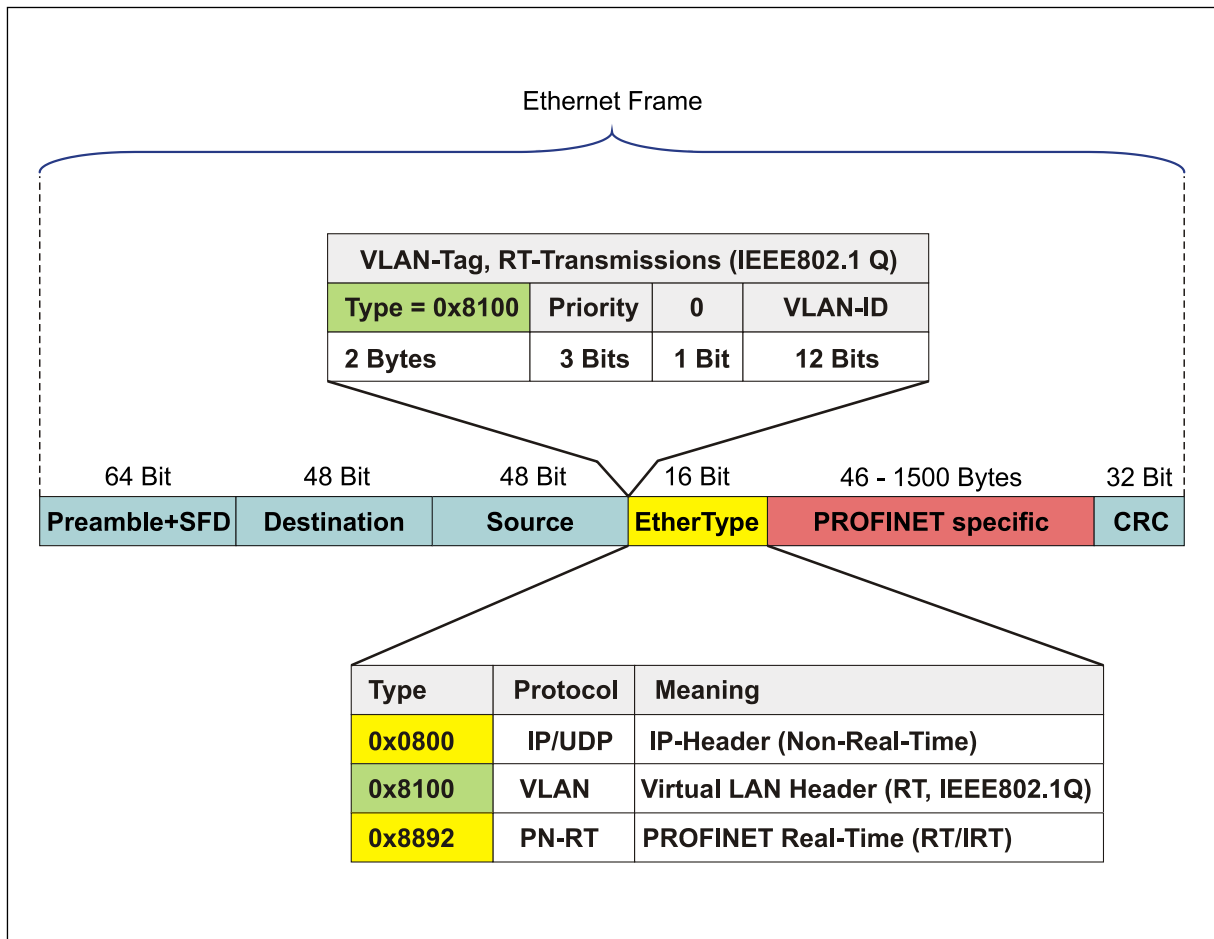 Ethernet Frame
VLAN-Tag, RT-Transmissions (IEEE802.1 Q)
Type = 0x8100 Priority 0 VLAN-ID
2 Bytes 3 Bits 1 Bit 12 Bits
64 Bit 48 Bit 48 Bit 16 Bit 46 - 1500 Bytes 32 Bit
Preamble+SFD Destination Source EtherType PROFINET specific CRC
Type Protocol Meaning
0x0800 IP/UDP IP-Header (Non-Real-Time)
0x8100 VLAN Virtual LAN Header (RT, IEEE802.1Q)
0x8892 PN-RT PROFINET Real-Time (RT/IRT)